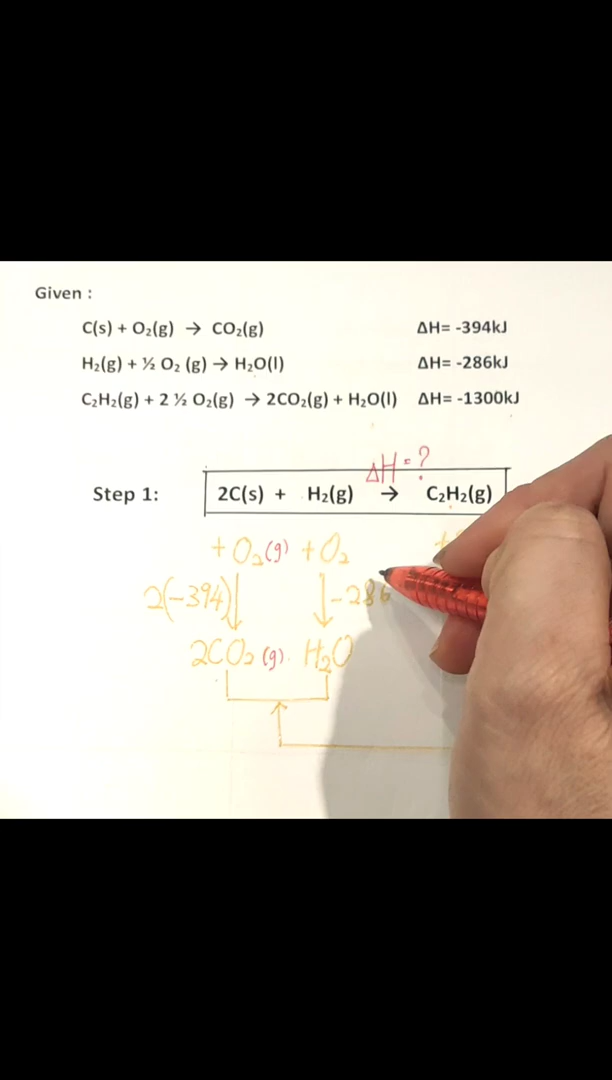 Given :
C(s) + O₂(g) → CO₂(g) ΔH= -394kJ
H₂(g) + ½ O₂ (g) → H₂O(l) ΔH= -286kJ
C₂H₂(g) + 2 ½ O₂(g) → 2CO₂(g) + H₂O(l) ΔH= -1300kJ
ΔH = ?
Step 1: 2C(s) + H₂(g) → C₂H₂(g)
+ O₂(g) + O₂ +
2(-394) -286
2CO₂ (g) H₂O